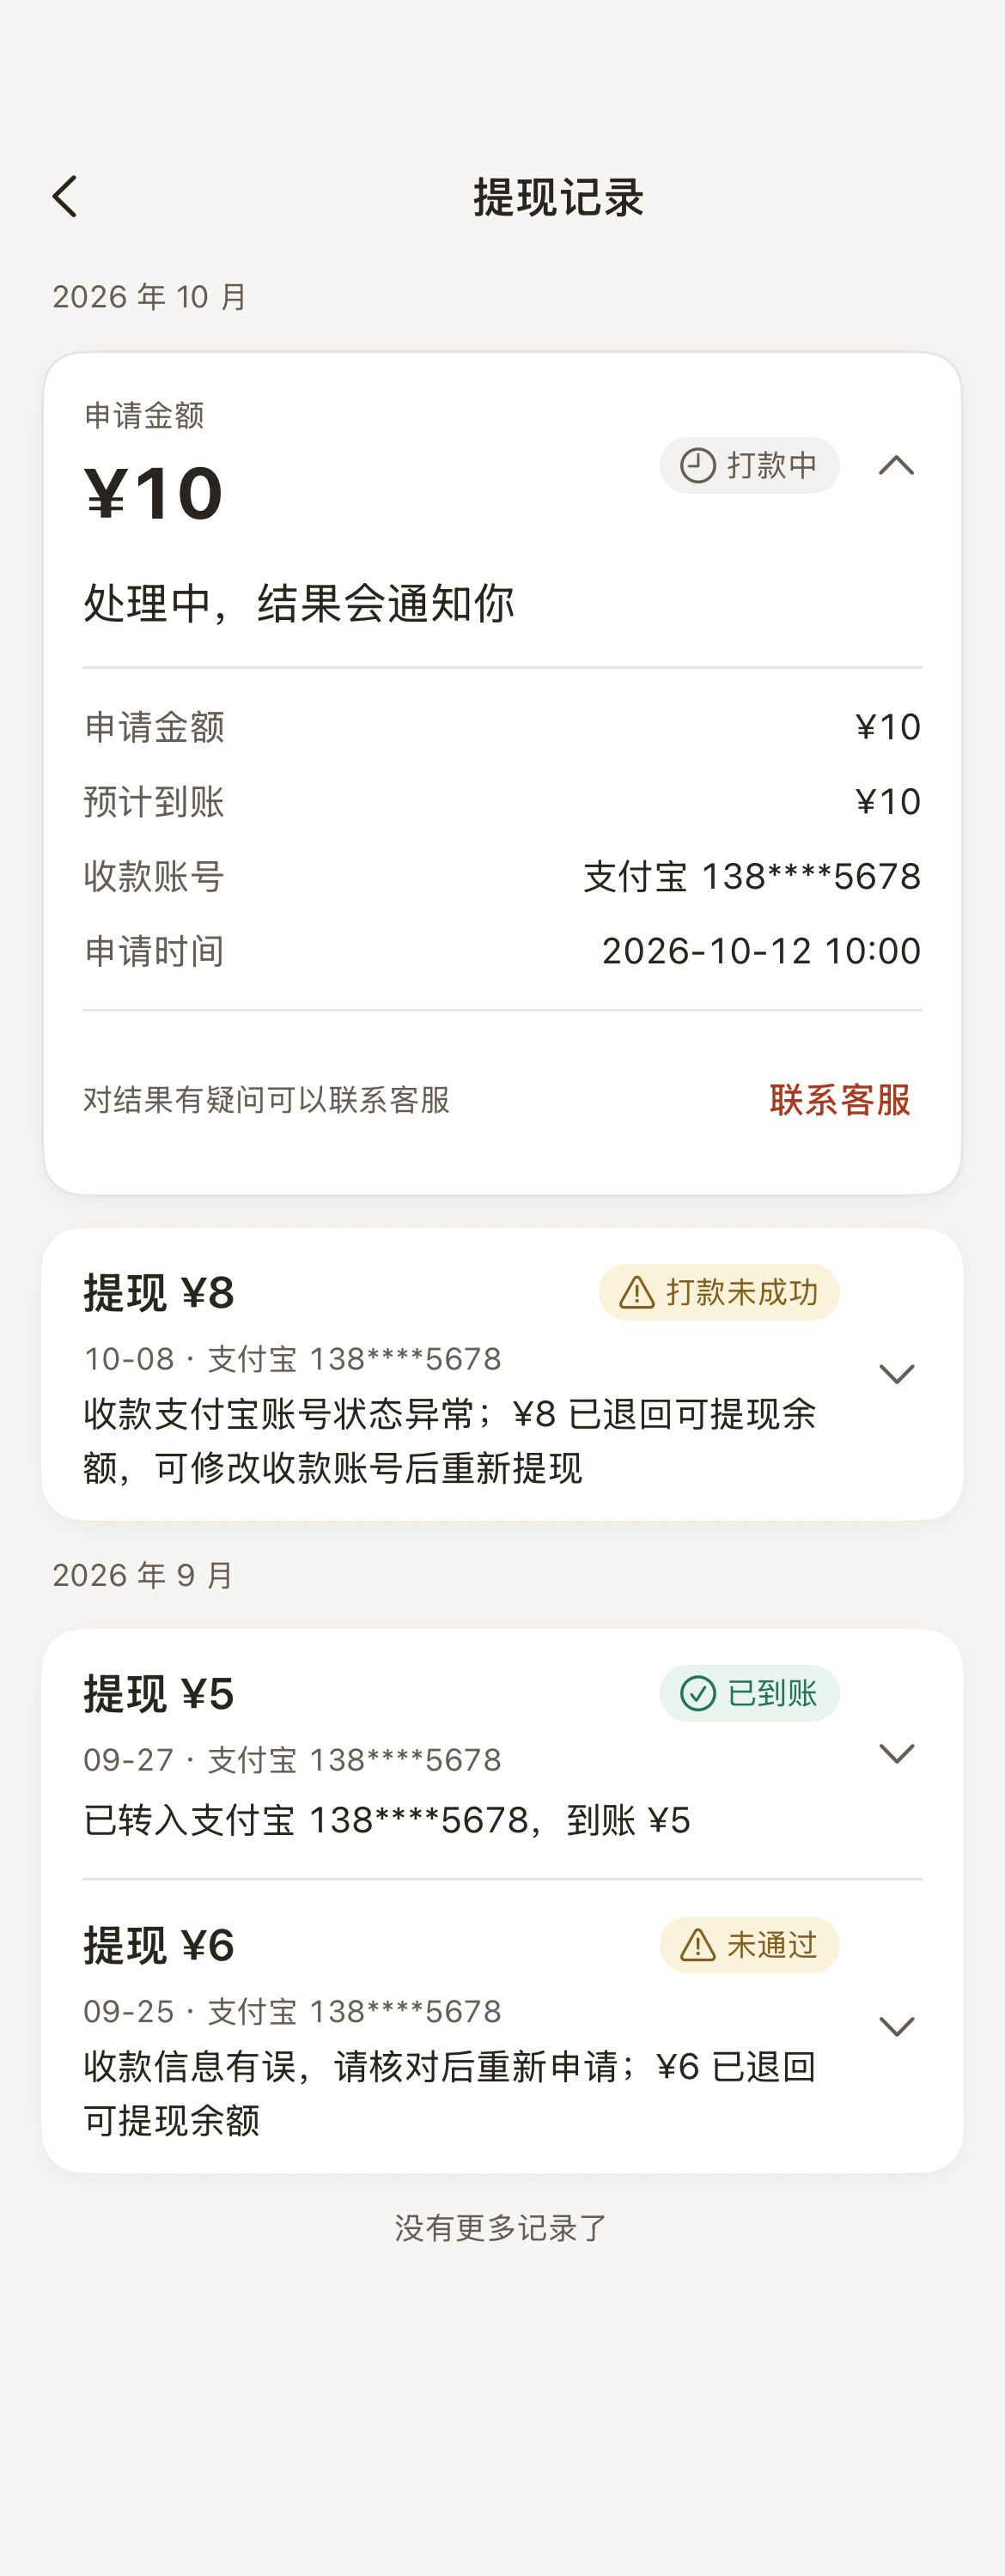 提现记录
2026 年 10 月
申请金额
¥10
打款中
处理中，结果会通知你
申请金额 ¥10
预计到账 ¥10
收款账号 支付宝 138****5678
申请时间 2026-10-12 10:00
对结果有疑问可以联系客服 联系客服
提现 ¥8 打款未成功
10-08 · 支付宝 138****5678
收款支付宝账号状态异常；¥8 已退回可提现余
额，可修改收款账号后重新提现
2026 年 9 月
提现 ¥5 已到账
09-27 · 支付宝 138****5678
已转入支付宝 138****5678，到账 ¥5
提现 ¥6 未通过
09-25 · 支付宝 138****5678
收款信息有误，请核对后重新申请；¥6 已退回
可提现余额
没有更多记录了